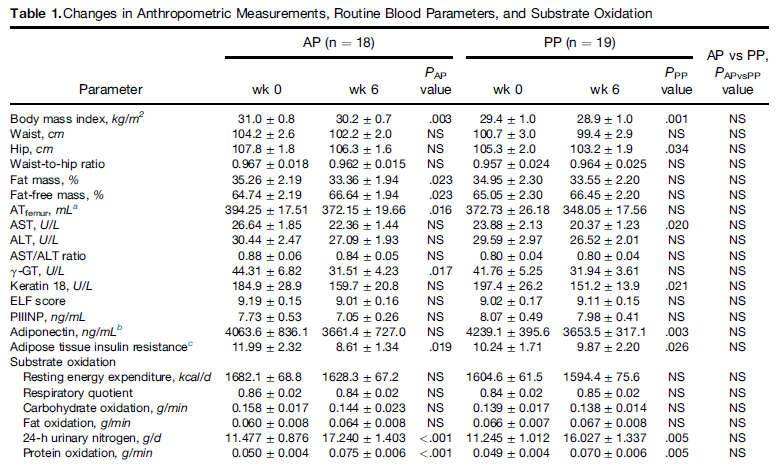 Table 1. Changes in Anthropometric Measurements, Routine Blood Parameters, and Substrate Oxidation
AP (n = 18) PP (n = 19) AP vs PP,
Parameter wk 0 wk 6 P_AP value wk 0 wk 6 P_PP value P_APvsPP value
Body mass index, kg/m² 31.0 ± 0.8 30.2 ± 0.7 .003 29.4 ± 1.0 28.9 ± 1.0 .001 NS
Waist, cm 104.2 ± 2.6 102.2 ± 2.0 NS 100.7 ± 3.0 99.4 ± 2.9 NS NS
Hip, cm 107.8 ± 1.8 106.3 ± 1.6 NS 105.3 ± 2.0 103.2 ± 1.9 .034 NS
Waist-to-hip ratio 0.967 ± 0.018 0.962 ± 0.015 NS 0.957 ± 0.024 0.964 ± 0.025 NS NS
Fat mass, % 35.26 ± 2.19 33.36 ± 1.94 .023 34.95 ± 2.30 33.55 ± 2.20 NS NS
Fat-free mass, % 64.74 ± 2.19 66.64 ± 1.94 .023 65.05 ± 2.30 66.45 ± 2.20 NS NS
AT_femur, mL^a 394.25 ± 17.51 372.15 ± 19.66 .016 372.73 ± 26.18 348.05 ± 17.56 NS NS
AST, U/L 26.64 ± 1.85 22.36 ± 1.44 NS 23.88 ± 2.13 20.37 ± 1.23 .020 NS
ALT, U/L 30.44 ± 2.47 27.09 ± 1.93 NS 29.59 ± 2.97 26.52 ± 2.01 NS NS
AST/ALT ratio 0.88 ± 0.06 0.84 ± 0.05 NS 0.80 ± 0.04 0.80 ± 0.04 NS NS
γ-GT, U/L 44.31 ± 6.82 31.51 ± 4.23 .017 41.76 ± 5.25 31.94 ± 3.61 NS NS
Keratin 18, U/L 184.9 ± 28.9 159.7 ± 20.8 NS 197.4 ± 26.2 151.2 ± 13.9 .021 NS
ELF score 9.19 ± 0.15 9.01 ± 0.16 NS 9.02 ± 0.17 9.11 ± 0.15 NS NS
PIIINP, ng/mL 7.73 ± 0.53 7.05 ± 0.26 NS 8.07 ± 0.49 7.98 ± 0.41 NS NS
Adiponectin, ng/mL^b 4063.6 ± 836.1 3661.4 ± 727.0 NS 4239.1 ± 395.6 3653.5 ± 317.1 .003 NS
Adipose tissue insulin resistance^c 11.99 ± 2.32 8.61 ± 1.34 .019 10.24 ± 1.71 9.87 ± 2.20 .026 NS
Substrate oxidation
Resting energy expenditure, kcal/d 1682.1 ± 68.8 1628.3 ± 67.2 NS 1604.6 ± 61.5 1594.4 ± 75.6 NS NS
Respiratory quotient 0.86 ± 0.02 0.84 ± 0.02 NS 0.84 ± 0.02 0.85 ± 0.02 NS NS
Carbohydrate oxidation, g/min 0.158 ± 0.017 0.144 ± 0.023 NS 0.139 ± 0.017 0.138 ± 0.014 NS NS
Fat oxidation, g/min 0.060 ± 0.008 0.064 ± 0.008 NS 0.066 ± 0.007 0.067 ± 0.008 NS NS
24-h urinary nitrogen, g/d 11.477 ± 0.876 17.240 ± 1.403 <.001 11.245 ± 1.012 16.027 ± 1.337 .005 NS
Protein oxidation, g/min 0.050 ± 0.004 0.075 ± 0.006 <.001 0.049 ± 0.004 0.070 ± 0.006 .005 NS